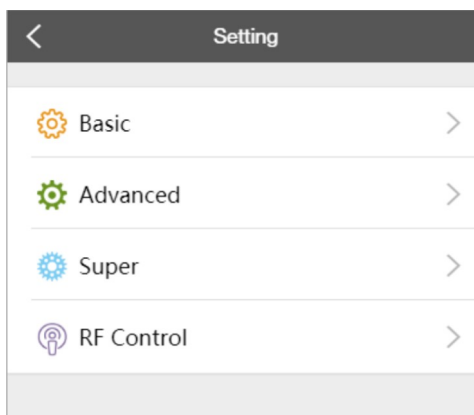 Setting
Basic
Advanced
Super
RF Control